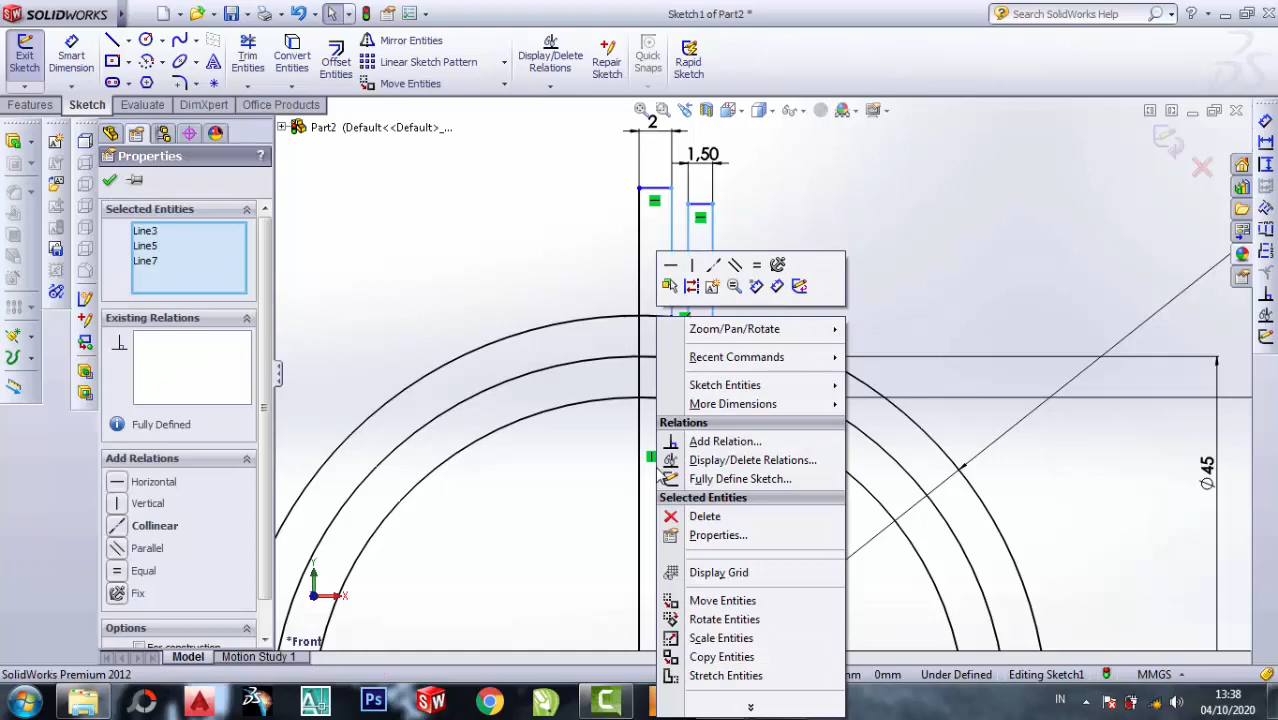 SW SOLIDWORKS
Sketch1 of Part2 *
Search SolidWorks Help
Exit Sketch
Smart Dimension
Trim Entities
Convert Entities
Offset Entities
Mirror Entities
Linear Sketch Pattern
Move Entities
Display/Delete Relations
Repair Sketch
Quick Snaps
Rapid Sketch
Features
Sketch
Evaluate
DimXpert
Office Products
Part2 (Default<<Default>_...
Properties
?
Selected Entities
Line3
Line5
Line7
Existing Relations
Fully Defined
Add Relations
Horizontal
Vertical
Collinear
Parallel
Equal
Fix
Options
For construction
2
1,50
Ø45
Y
X
*Front
Zoom/Pan/Rotate
Recent Commands
Sketch Entities
More Dimensions
Relations
Add Relation...
Display/Delete Relations...
Fully Define Sketch...
Selected Entities
Delete
Properties...
Display Grid
Move Entities
Rotate Entities
Scale Entities
Copy Entities
Stretch Entities
Model
Motion Study 1
SolidWorks Premium 2012
0mm
Under Defined
Editing Sketch1
MMGS
Ps
SW
IN
13:38
04/10/2020